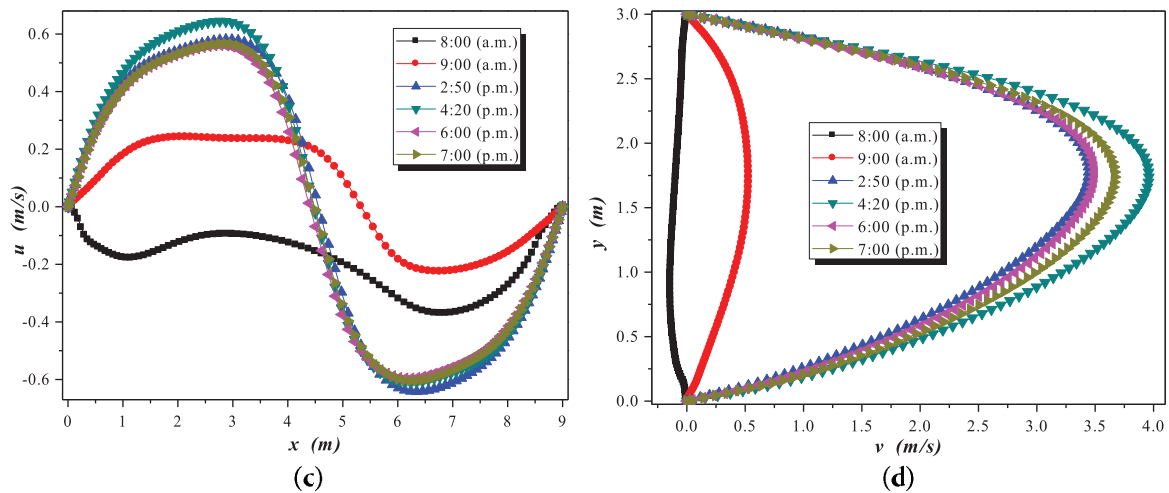 0.6
0.4
0.2
0.0
-0.2
-0.4
-0.6
u (m/s)
8:00 (a.m.)
9:00 (a.m.)
2:50 (p.m.)
4:20 (p.m.)
6:00 (p.m.)
7:00 (p.m.)
0 1 2 3 4 5 6 7 8 9
x (m)
(c)
3.0
2.5
2.0
1.5
1.0
0.5
0.0
y (m)
8:00 (a.m.)
9:00 (a.m.)
2:50 (p.m.)
4:20 (p.m.)
6:00 (p.m.)
7:00 (p.m.)
0.0 0.5 1.0 1.5 2.0 2.5 3.0 3.5 4.0
v (m/s)
(d)